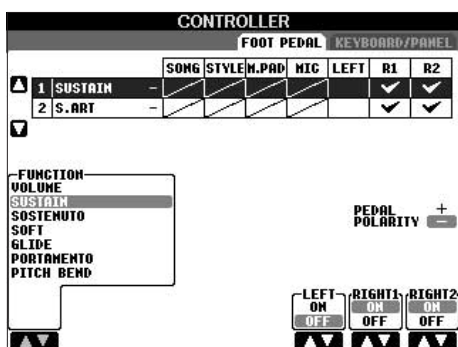 CONTROLLER
FOOT PEDAL KEYBOARD/PANEL
SONG STYLE M.PAD MIC LEFT R1 R2
1 SUSTAIN -
2 S.ART -
FUNCTION
VOLUME
SUSTAIN
SOSTENUTO
SOFT
GLIDE
PORTAMENTO
PITCH BEND
PEDAL +
POLARITY -
LEFT RIGHT1 RIGHT2
ON ON ON
OFF OFF OFF